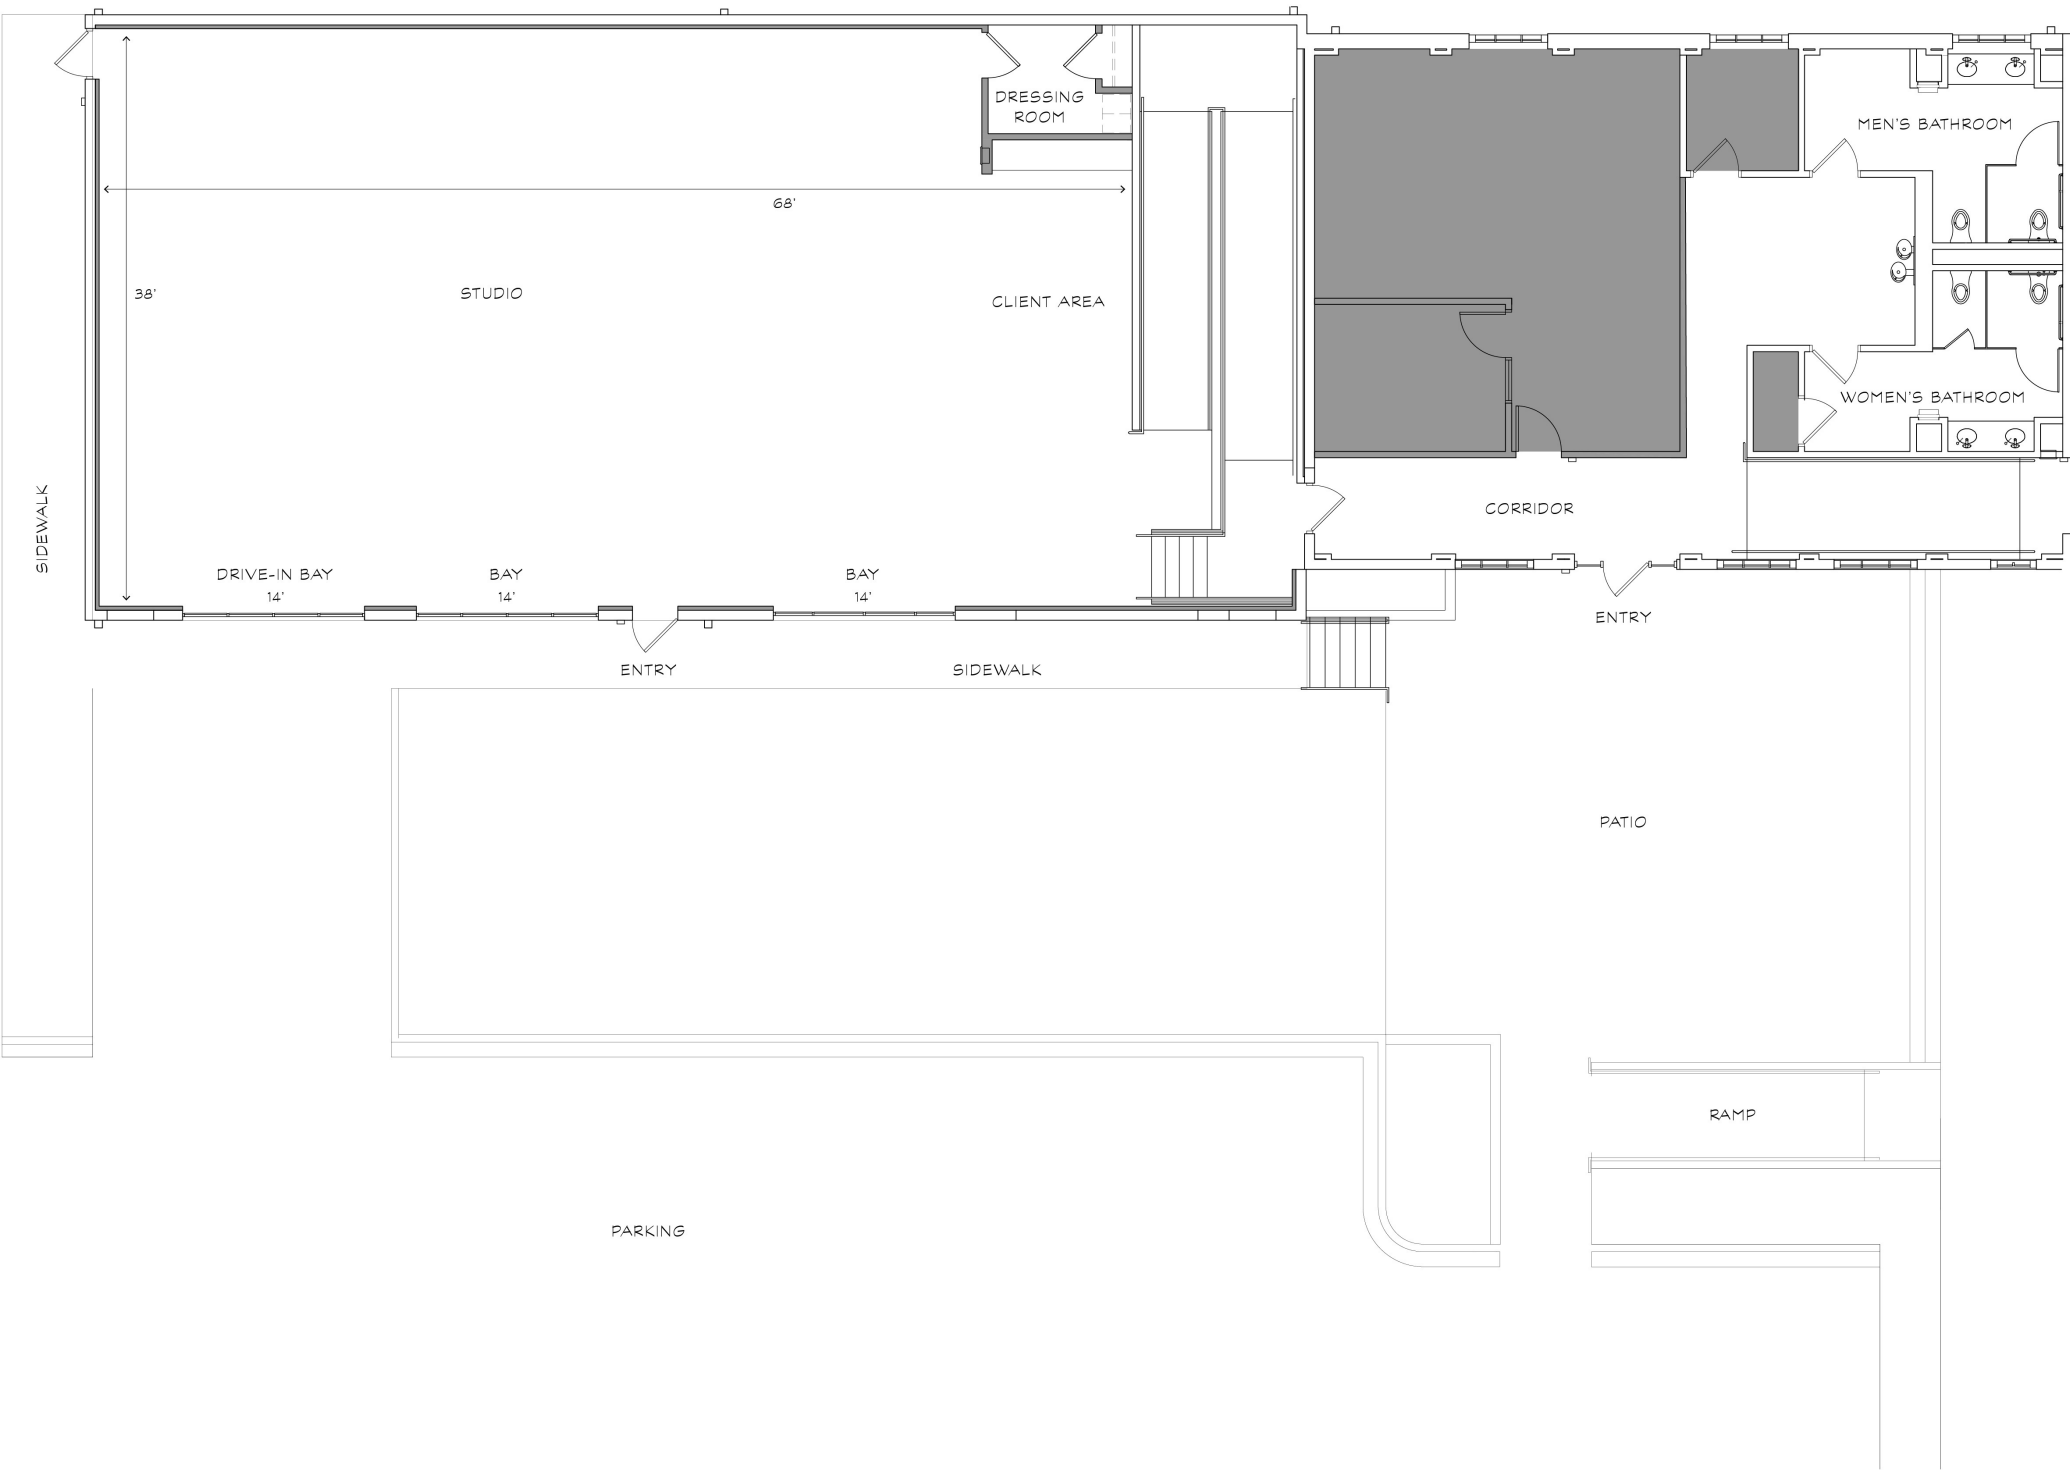 DRESSING
ROOM
MEN'S BATHROOM
68'
38'
STUDIO
CLIENT AREA
WOMEN'S BATHROOM
SIDEWALK
CORRIDOR
DRIVE-IN BAY
14'
BAY
14'
BAY
14'
ENTRY
ENTRY
SIDEWALK
PATIO
RAMP
PARKING